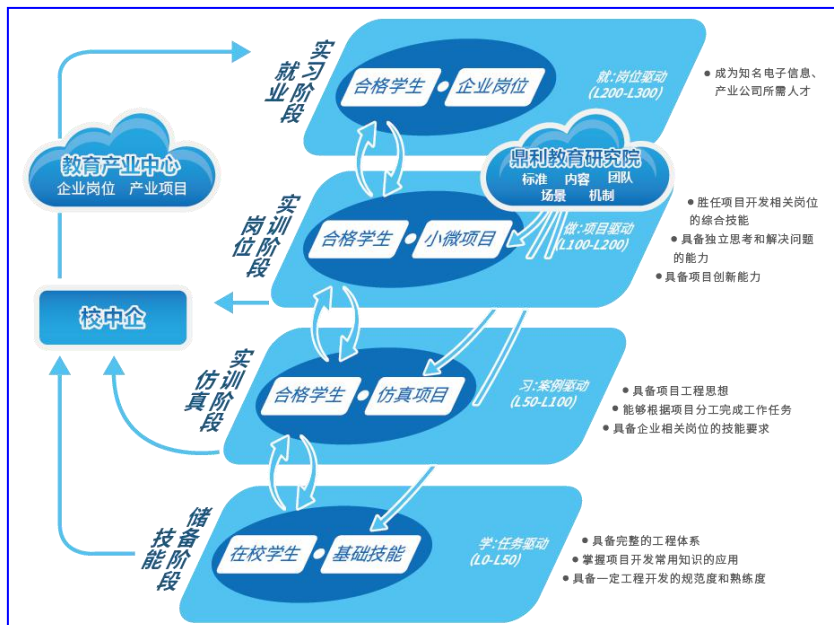 就业
实习阶段
合格学生
企业岗位
就:岗位驱动
(L200-L300)
● 成为知名电子信息、
产业公司所需人才
教育产业中心
企业岗位 产业项目
鼎利教育研究院
标准 内容 团队
场景 机制
岗位
实训阶段
合格学生
小微项目
做:项目驱动
(L100-L200)
● 胜任项目开发相关岗位
的综合技能
● 具备独立思考和解决问题
的能力
● 具备项目创新能力
校中企
仿真
实训阶段
合格学生
仿真项目
习:案例驱动
(L50-L100)
● 具备项目工程思想
● 能够根据项目分工完成工作任务
● 具备企业相关岗位的技能要求
技能
储备阶段
在校学生
基础技能
学:任务驱动
(L0-L50)
● 具备完整的工程体系
● 掌握项目开发常用知识的应用
● 具备一定工程开发的规范度和熟练度